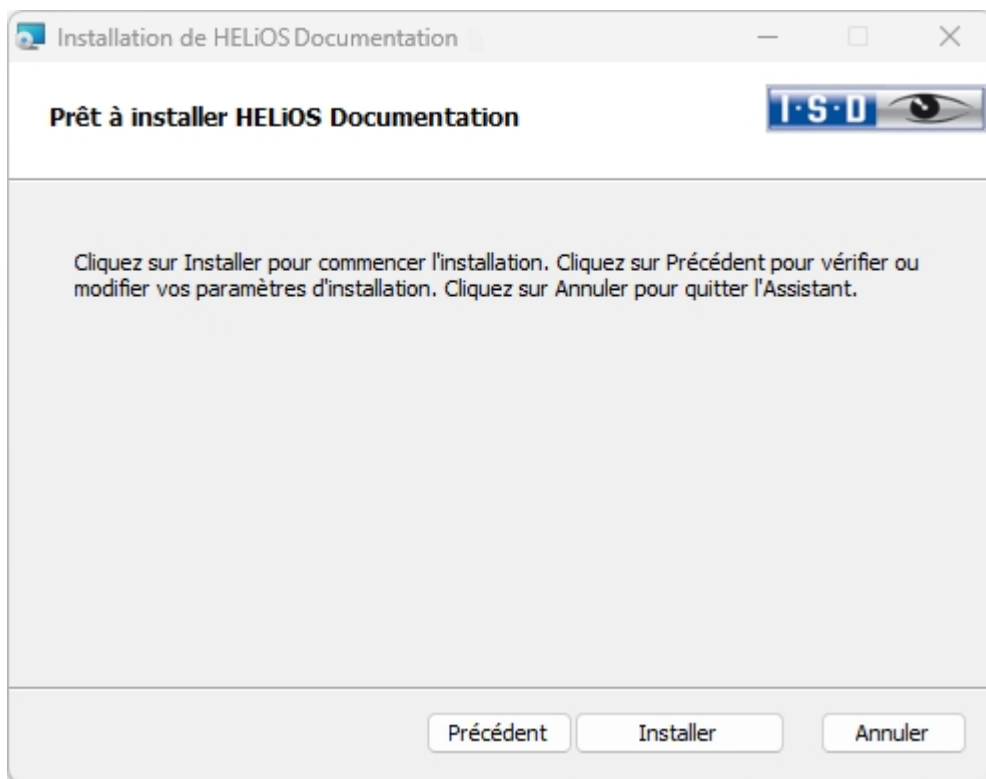 Installation de HELiOS Documentation
Prêt à installer HELiOS Documentation
I·S·D
Cliquez sur Installer pour commencer l'installation. Cliquez sur Précédent pour vérifier ou
modifier vos paramètres d'installation. Cliquez sur Annuler pour quitter l'Assistant.
Précédent
Installer
Annuler